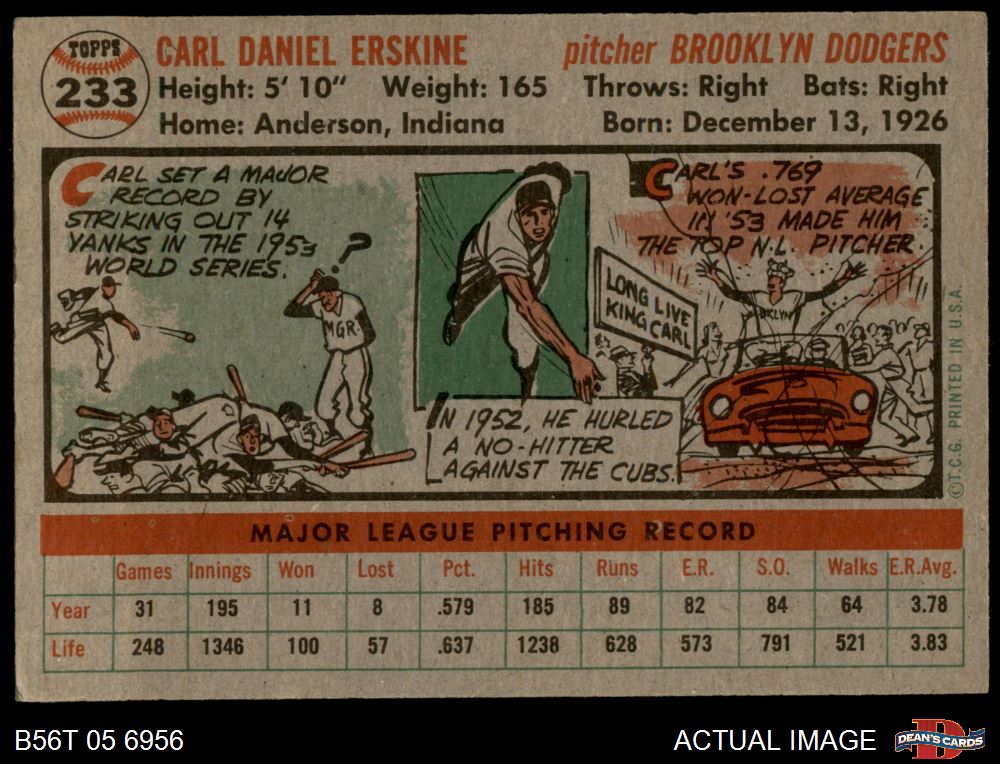 TOPPS
233
CARL DANIEL ERSKINE pitcher BROOKLYN DODGERS
Height: 5' 10" Weight: 165 Throws: Right Bats: Right
Home: Anderson, Indiana Born: December 13, 1926
CARL SET A MAJOR
RECORD BY
STRIKING OUT 14
YANKS IN THE 1953
WORLD SERIES.
?
MGR.
IN 1952, HE HURLED
A NO-HITTER
AGAINST THE CUBS.
CARL'S .769
WON-LOST AVERAGE
IN '53 MADE HIM
THE TOP N.L. PITCHER.
LONG LIVE
KING CARL
OKLYN
©T.C.G. PRINTED IN U.S.A.
MAJOR LEAGUE PITCHING RECORD
Games Innings Won Lost Pct. Hits Runs E.R. S.O. Walks E.R.Avg.
Year 31 195 11 8 .579 185 89 82 84 64 3.78
Life 248 1346 100 57 .637 1238 628 573 791 521 3.83
B56T 05 6956 ACTUAL IMAGE
D
DEAN'S CARDS